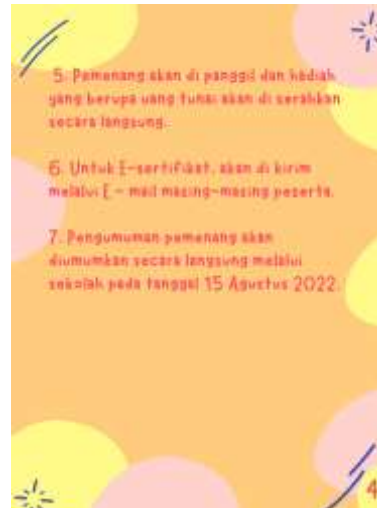 5. Pemenang akan di panggil dan hadiah
yang berupa uang tunai akan di serahkan
secara langsung.
6. Untuk E-sertifikat, akan di kirim
melalui E - mail masing-masing peserta.
7. Pengumuman pemenang akan
diumumkan secara langsung melalui
sekolah pada tanggal 15 Agustus 2022.
4